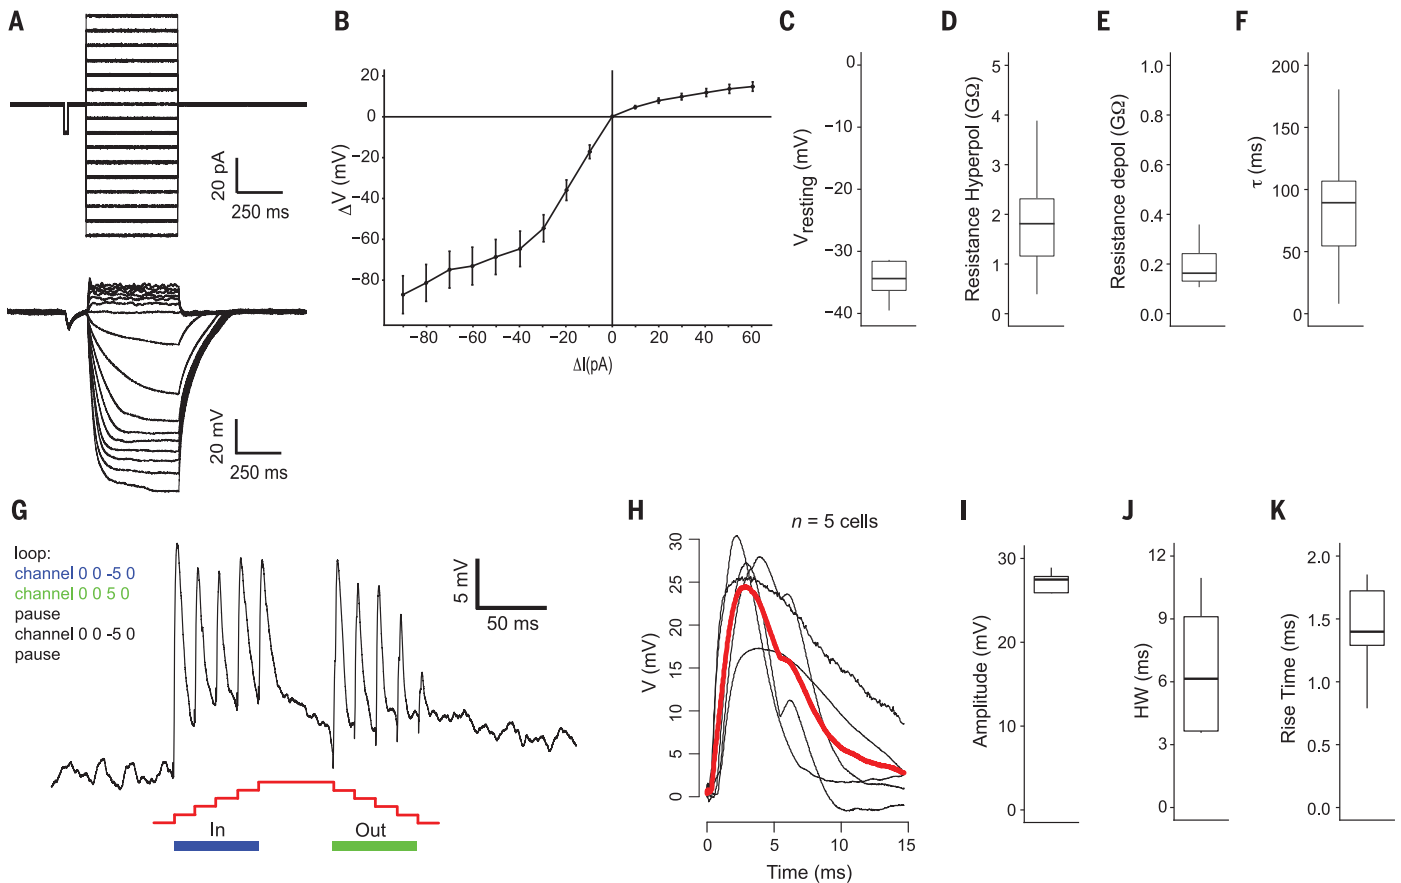 A
20 pA
250 ms
20 mV
250 ms
B
ΔV (mV)
20
0
−20
−40
−60
−80
−80
−60
−40
−20
0
20
40
60
ΔI(pA)
C
Vresting (mV)
0
−10
−20
−30
−40
D
Resistance Hyperpol (GΩ)
5
4
3
2
1
0
E
Resistance depol (GΩ)
1.0
0.8
0.6
0.4
0.2
0.0
F
τ (ms)
200
150
100
50
0
G
loop:
channel 0 0 -5 0
channel 0 0 5 0
pause
channel 0 0 -5 0
pause
5 mV
50 ms
In
Out
H
n = 5 cells
V (mV)
30
25
20
15
10
5
0
0
5
10
15
Time (ms)
I
Amplitude (mV)
30
20
10
0
J
HW (ms)
12
9
6
3
0
K
Rise Time (ms)
2.0
1.5
1.0
0.5
0.0